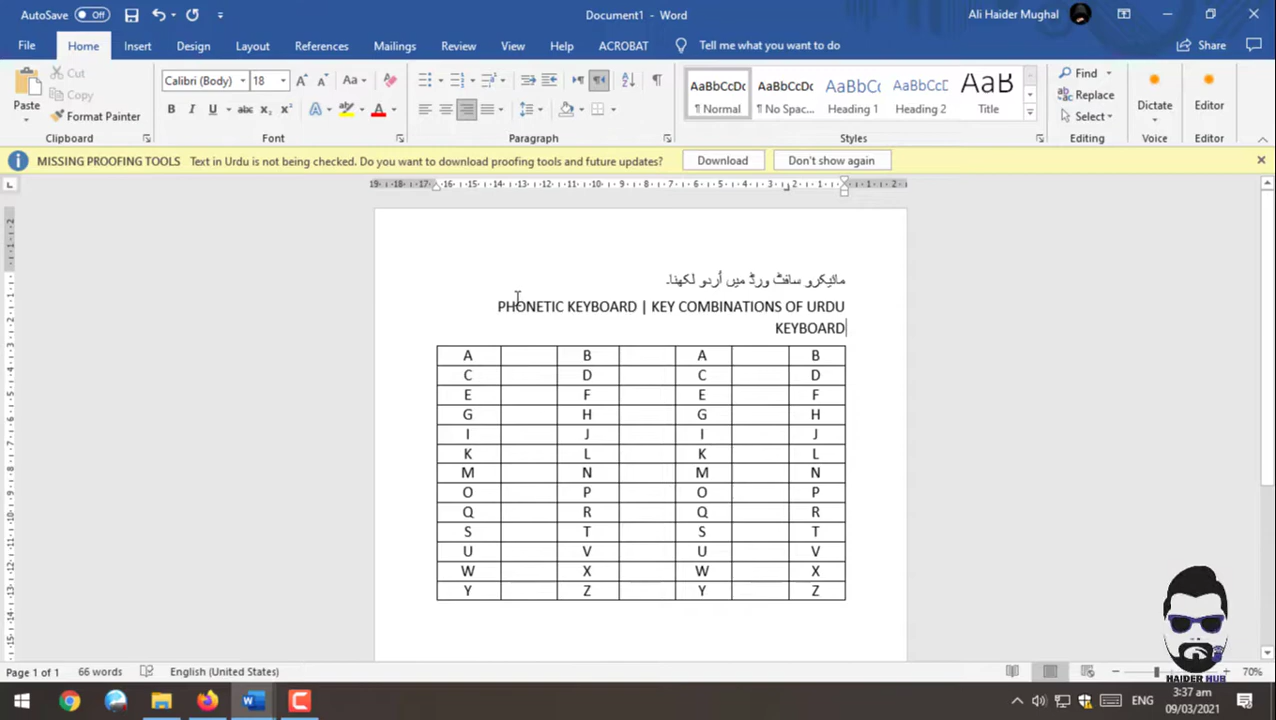 AutoSave Off
Document1 - Word
Ali Haider Mughal
File Home Insert Design Layout References Mailings Review View Help ACROBAT Tell me what you want to do Share
Paste
Cut
Copy
Format Painter
Clipboard
Calibri (Body) 18
Font
Paragraph
AaBbCcDc AaBbCcDc AaBbCc AaBbCcD AaB
¶ Normal ¶ No Spac... Heading 1 Heading 2 Title
Styles
Find
Replace
Select
Editing
Dictate
Voice
Editor
Editor
MISSING PROOFING TOOLS Text in Urdu is not being checked. Do you want to download proofing tools and future updates? Download Don't show again
مائیکرو سافٹ ورڈ میں اُردو لکھنا۔
PHONETIC KEYBOARD | KEY COMBINATIONS OF URDU
KEYBOARD
A B A B
C D C D
E F E F
G H G H
I J I J
K L K L
M N M N
O P O P
Q R Q R
S T S T
U V U V
W X W X
Y Z Y Z
HAIDER HUB
Page 1 of 1 66 words English (United States) 70%
ENG
3:37 am
09/03/2021